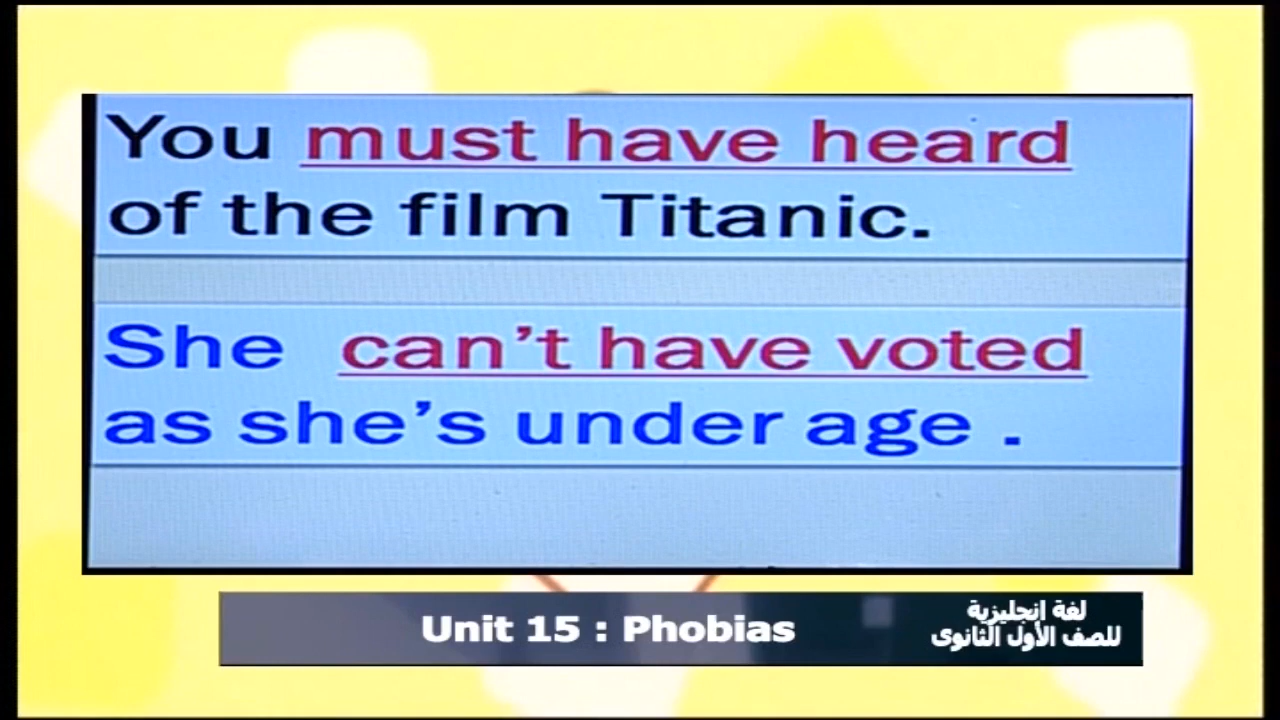 You must have heard
of the film Titanic.
She can't have voted
as she's under age .
Unit 15 : Phobias
لغة إنجليزية
للصف الأول الثانوى